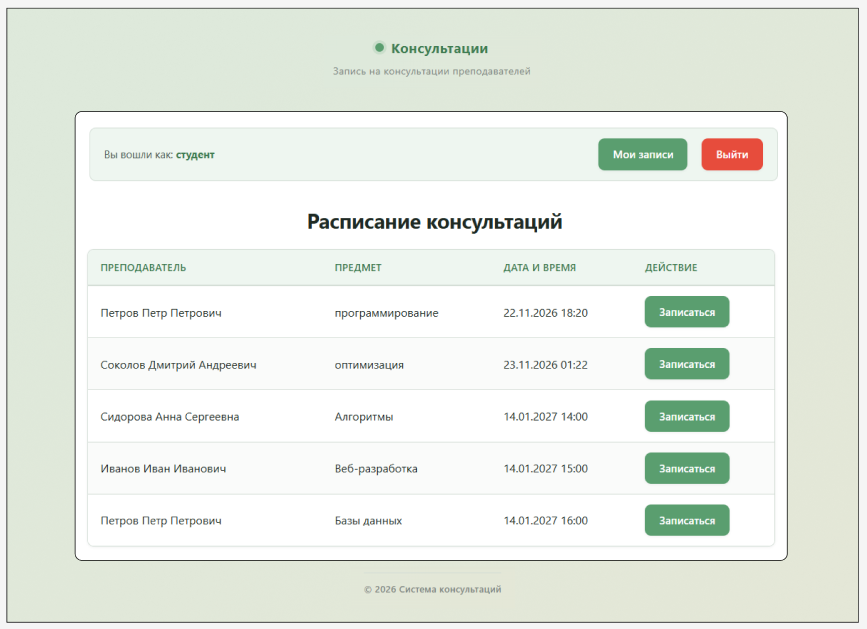 Консультации
Запись на консультации преподавателей
Вы вошли как: студент Мои записи Выйти
Расписание консультаций
ПРЕПОДАВАТЕЛЬ ПРЕДМЕТ ДАТА И ВРЕМЯ ДЕЙСТВИЕ
Петров Петр Петрович программирование 22.11.2026 18:20 Записаться
Соколов Дмитрий Андреевич оптимизация 23.11.2026 01:22 Записаться
Сидорова Анна Сергеевна Алгоритмы 14.01.2027 14:00 Записаться
Иванов Иван Иванович Веб-разработка 14.01.2027 15:00 Записаться
Петров Петр Петрович Базы данных 14.01.2027 16:00 Записаться
© 2026 Система консультаций